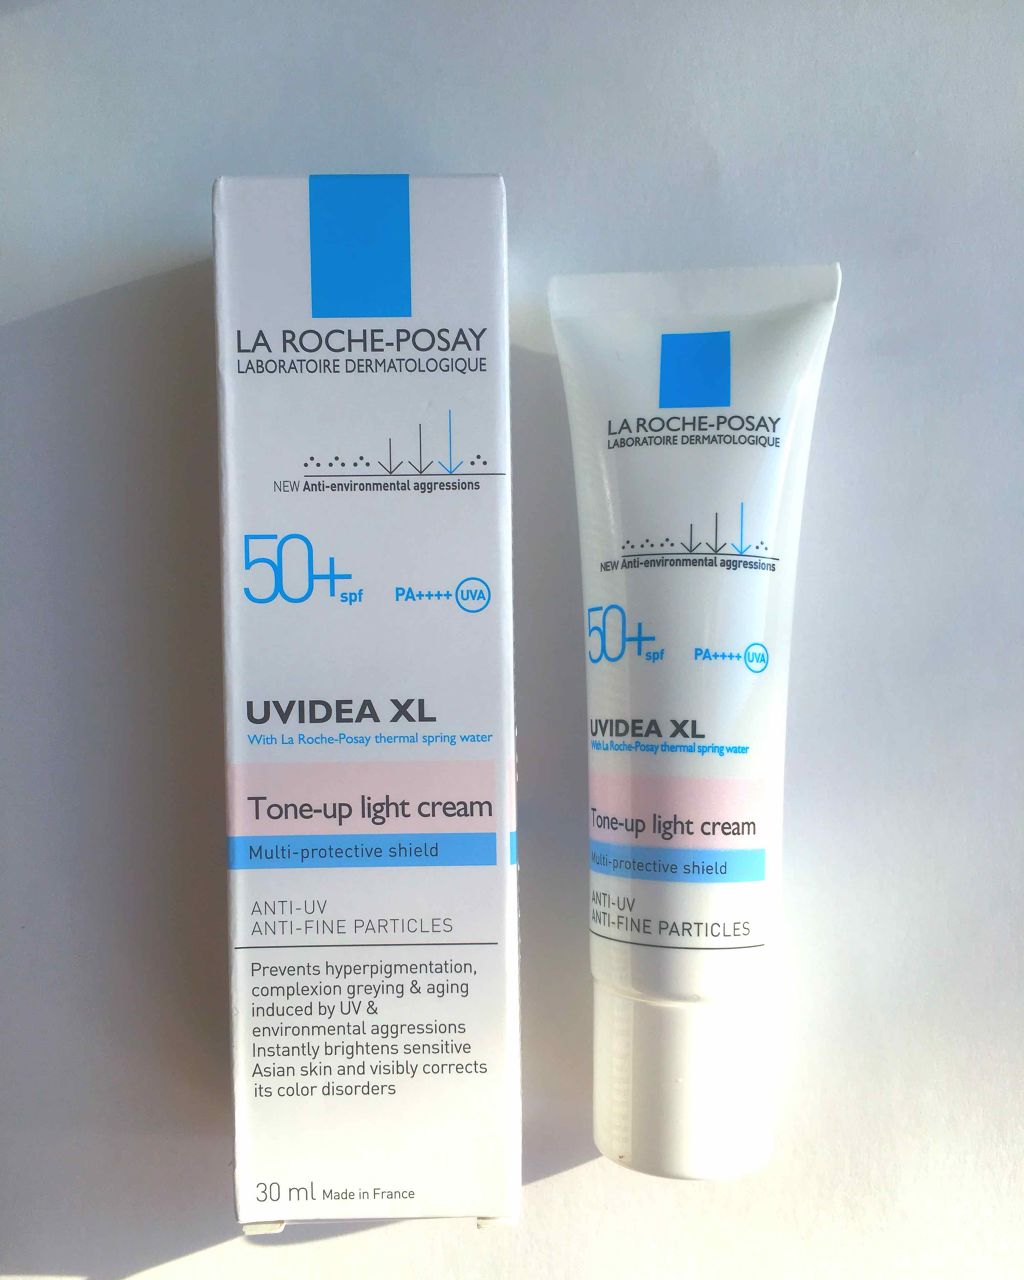 LA ROCHE-POSAY
LABORATOIRE DERMATOLOGIQUE
NEW Anti-environmental aggressions
50+ spf PA++++ UVA
UVIDEA XL
With La Roche-Posay thermal spring water
Tone-up light cream
Multi-protective shield
ANTI-UV
ANTI-FINE PARTICLES
Prevents hyperpigmentation,
complexion greying & aging
induced by UV &
environmental aggressions
Instantly brightens sensitive
Asian skin and visibly corrects
its color disorders
30 ml Made in France
LA ROCHE-POSAY
LABORATOIRE DERMATOLOGIQUE
NEW Anti-environmental aggressions
50+ spf PA++++ UVA
UVIDEA XL
With La Roche-Posay thermal spring water
Tone-up light cream
Multi-protective shield
ANTI-UV
ANTI-FINE PARTICLES